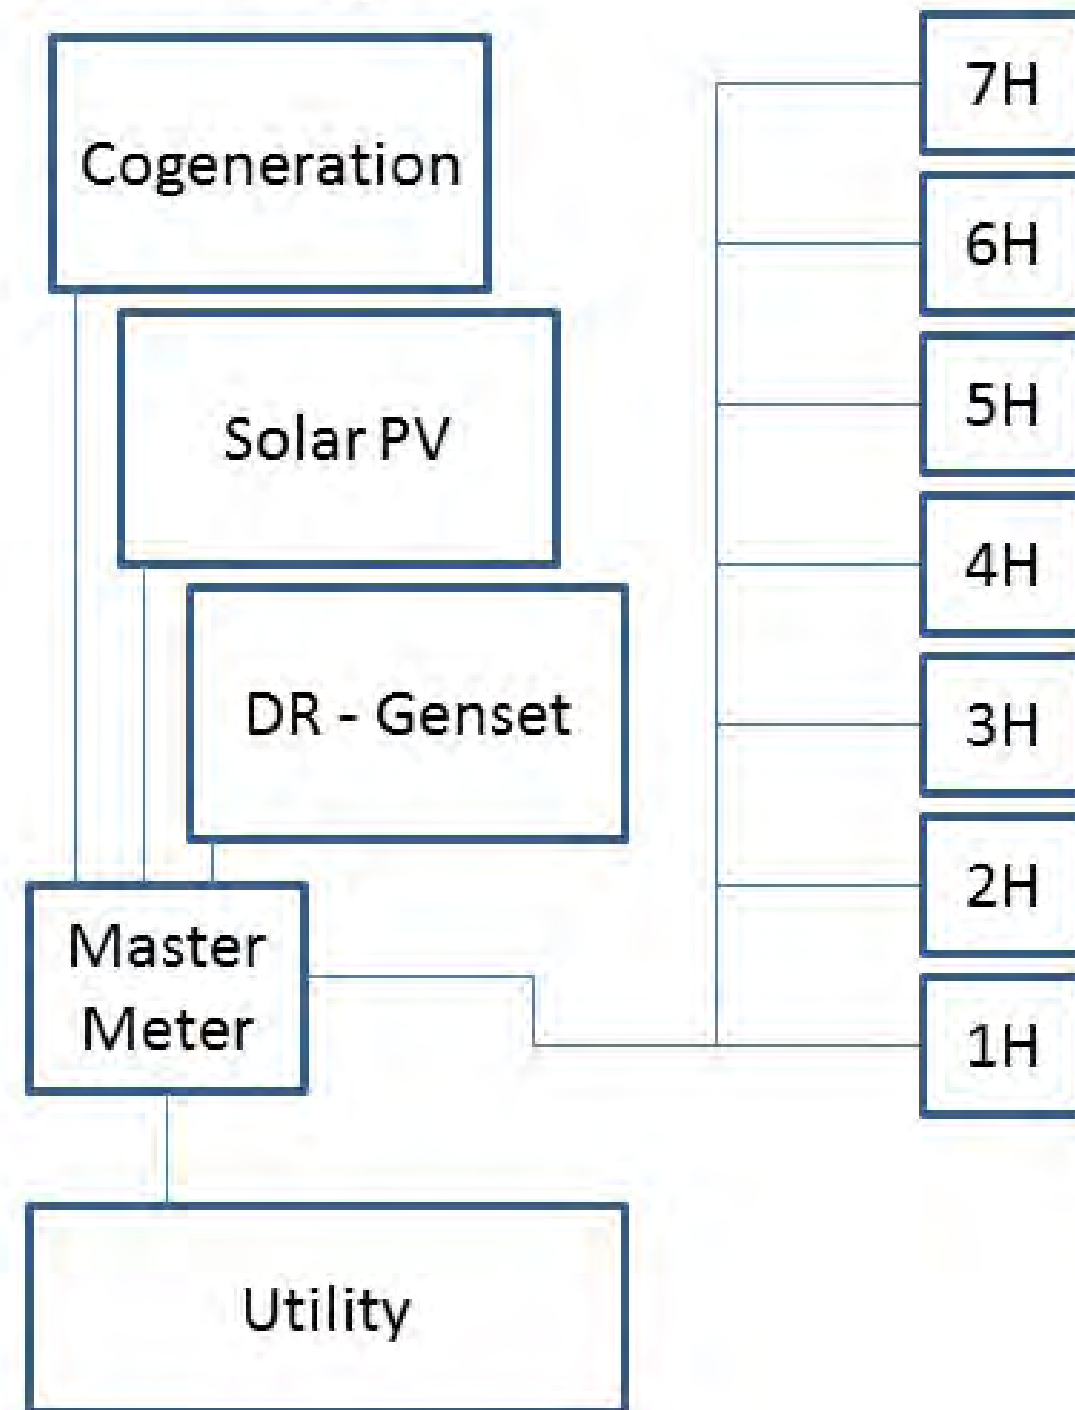 Cogeneration
Solar PV
DR - Genset
Master
Meter
Utility
7H
6H
5H
4H
3H
2H
1H